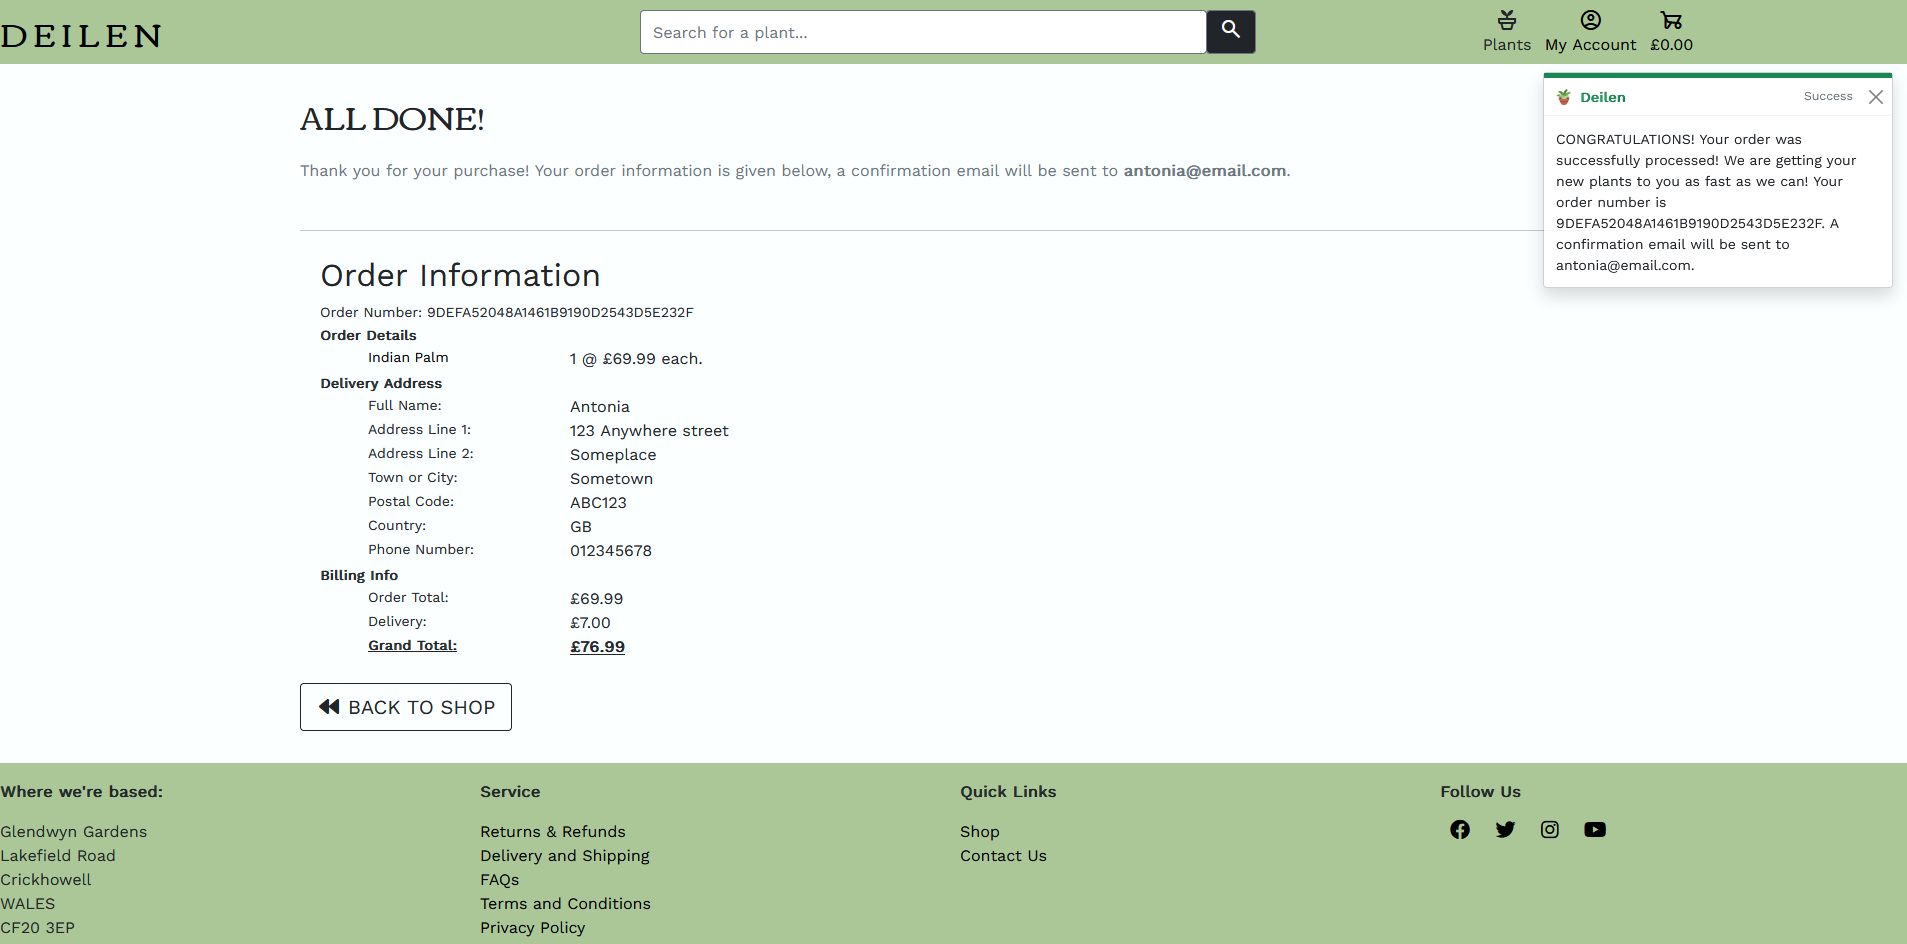 DEILEN
Search for a plant...
Plants
My Account
£0.00
Deilen
Success
CONGRATULATIONS! Your order was
successfully processed! We are getting your
new plants to you as fast as we can! Your
order number is
9DEFA52048A1461B9190D2543D5E232F. A
confirmation email will be sent to
antonia@email.com.
ALL DONE!
Thank you for your purchase! Your order information is given below, a confirmation email will be sent to antonia@email.com.
Order Information
Order Number: 9DEFA52048A1461B9190D2543D5E232F
Order Details
Indian Palm 1 @ £69.99 each.
Delivery Address
Full Name: Antonia
Address Line 1: 123 Anywhere street
Address Line 2: Someplace
Town or City: Sometown
Postal Code: ABC123
Country: GB
Phone Number: 012345678
Billing Info
Order Total: £69.99
Delivery: £7.00
Grand Total: £76.99
BACK TO SHOP
Where we're based:
Glendwyn Gardens
Lakefield Road
Crickhowell
WALES
CF20 3EP
Service
Returns & Refunds
Delivery and Shipping
FAQs
Terms and Conditions
Privacy Policy
Quick Links
Shop
Contact Us
Follow Us